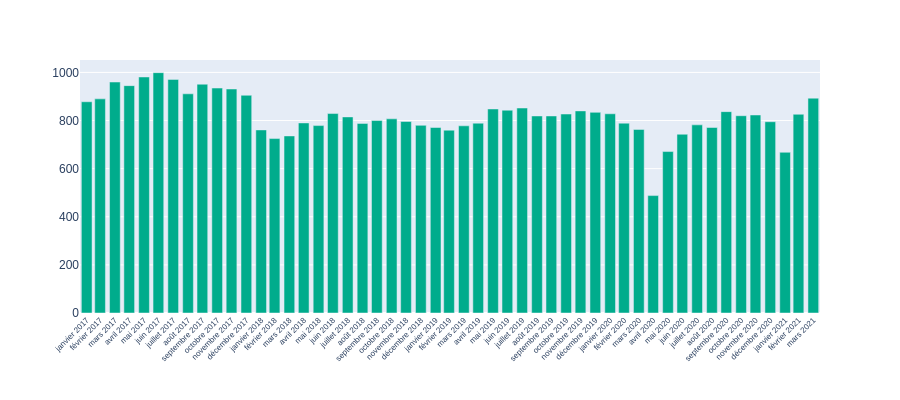 1000
800
600
400
200
0
janvier 2017
février 2017
mars 2017
avril 2017
mai 2017
juin 2017
juillet 2017
août 2017
septembre 2017
octobre 2017
novembre 2017
décembre 2017
janvier 2018
février 2018
mars 2018
avril 2018
mai 2018
juin 2018
juillet 2018
août 2018
septembre 2018
octobre 2018
novembre 2018
décembre 2018
janvier 2019
février 2019
mars 2019
avril 2019
mai 2019
juin 2019
juillet 2019
août 2019
septembre 2019
octobre 2019
novembre 2019
décembre 2019
janvier 2020
février 2020
mars 2020
avril 2020
mai 2020
juin 2020
juillet 2020
août 2020
septembre 2020
octobre 2020
novembre 2020
décembre 2020
janvier 2021
février 2021
mars 2021